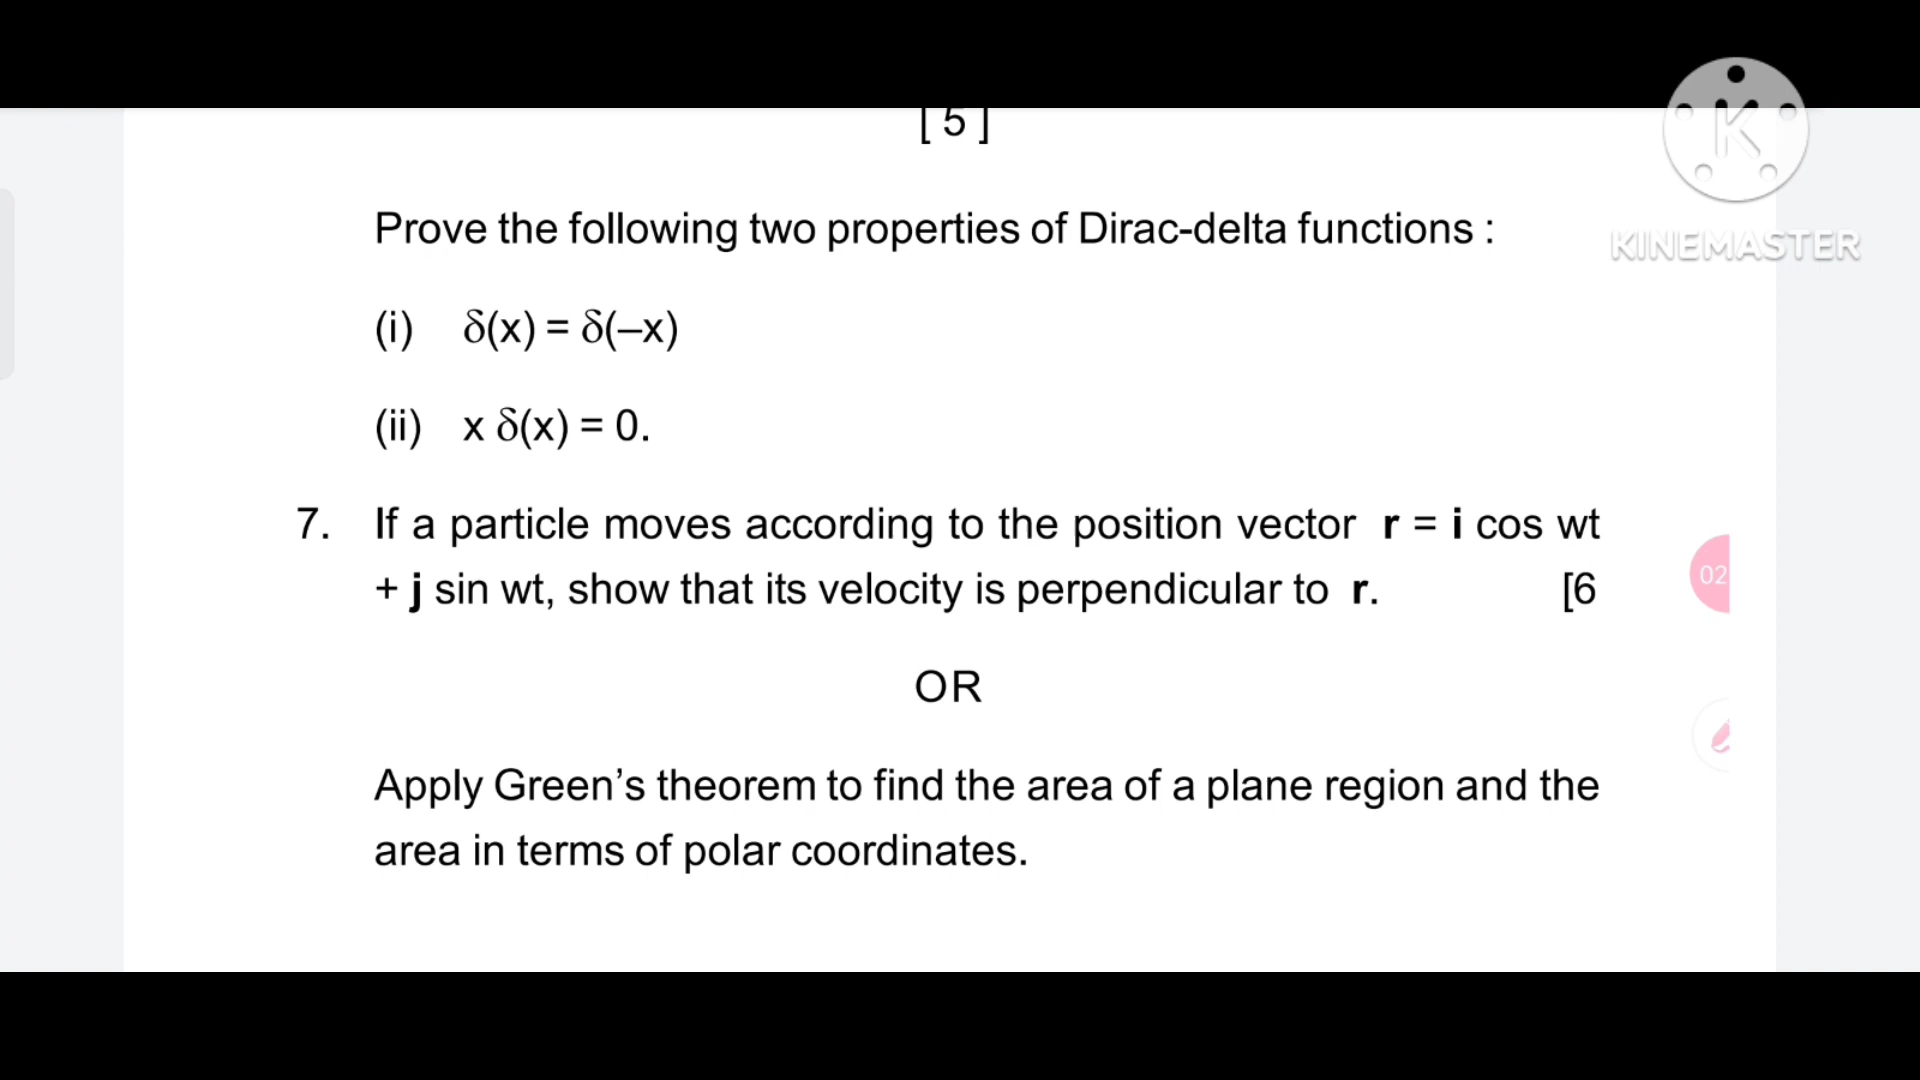 [ 5 ]
K
KINEMASTER
Prove the following two properties of Dirac-delta functions :
(i) δ(x) = δ(–x)
(ii) x δ(x) = 0.
7. If a particle moves according to the position vector r = i cos wt
+ j sin wt, show that its velocity is perpendicular to r. [6
02
OR
Apply Green’s theorem to find the area of a plane region and the
area in terms of polar coordinates.